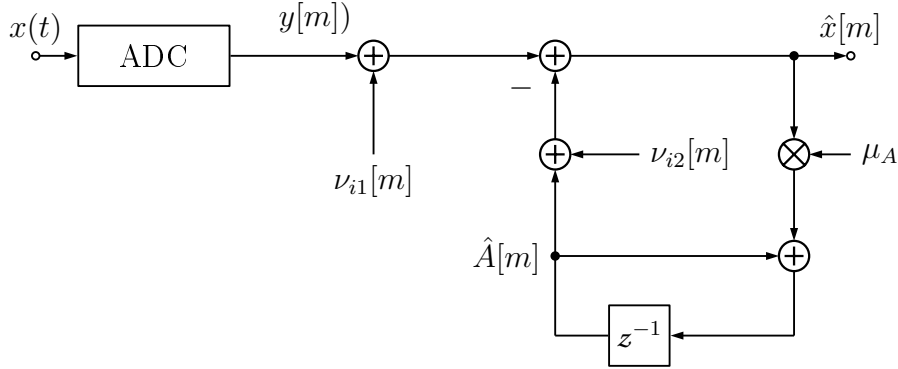 x(t)
ADC
y[m])
x̂[m]
−
ν_{i1}[m]
ν_{i2}[m]
μ_A
Â[m]
z^{−1}